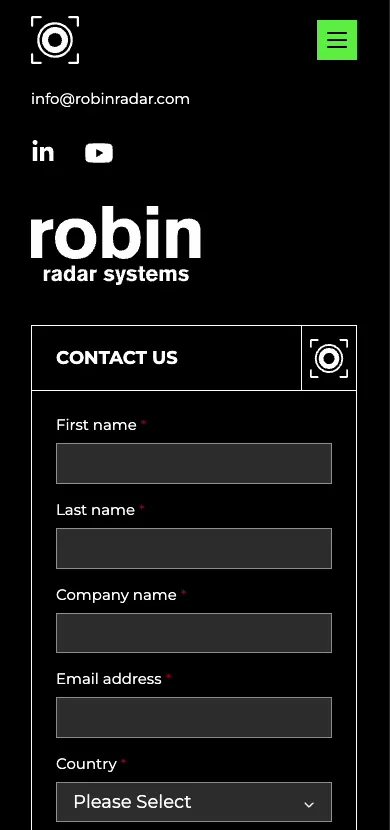 info@robinradar.com
in
robin
radar systems
CONTACT US
First name *
Last name *
Company name *
Email address *
Country *
Please Select